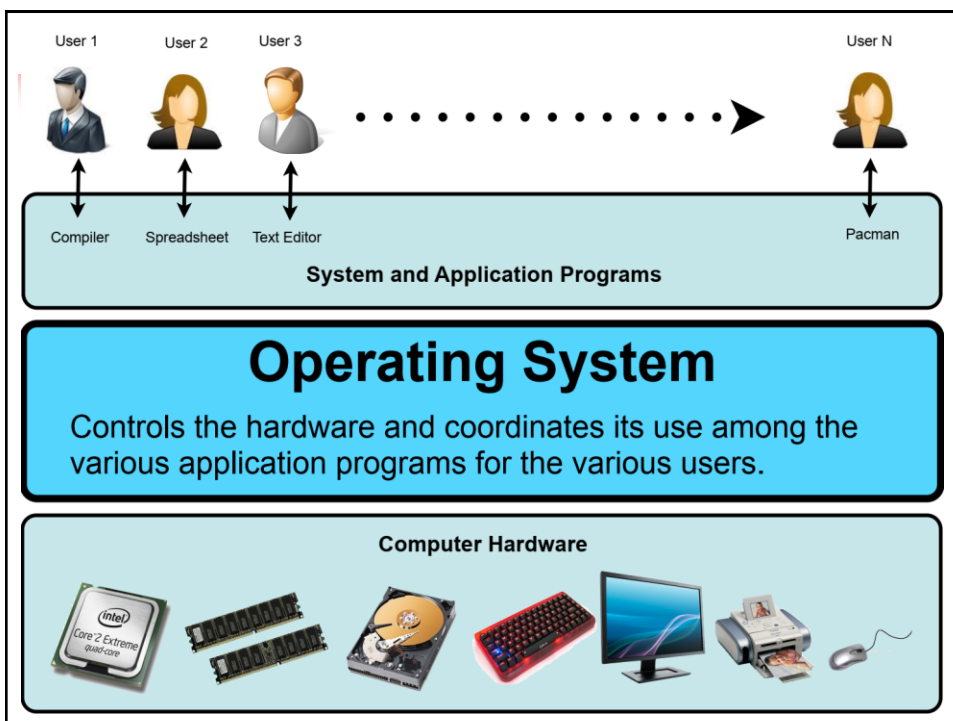 User 1
User 2
User 3
User N
Compiler
Spreadsheet
Text Editor
Pacman
System and Application Programs
Operating System
Controls the hardware and coordinates its use among the
various application programs for the various users.
Computer Hardware
intel
Core 2 Extreme
quad-core